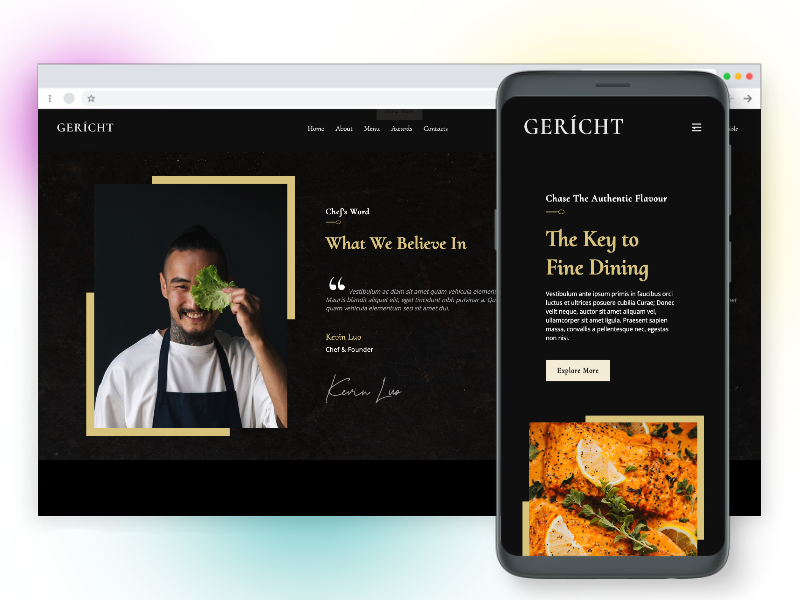 GERÍCHT
Home About Menu Awards Contacts
Chef's Word
What We Believe In
“ Vestibulum ac diam sit amet quam vehicula
Mauris blandit aliquet elit, eget tincidunt nibh pulvinar a.
quam vehicula elementum sed sit amet dui.
Kevin Luo
Chef & Founder
Kevin Luo
GERÍCHT
Chase The Authentic Flavour
The Key to
Fine Dining
Vestibulum ante ipsum primis in faucibus orci
luctus et ultrices posuere cubilia Curae; Donec
velit neque, auctor sit amet aliquam vel,
ullamcorper sit amet ligula. Praesent sapien
massa, convallis a pellentesque nec, egestas
non nisi.
Explore More